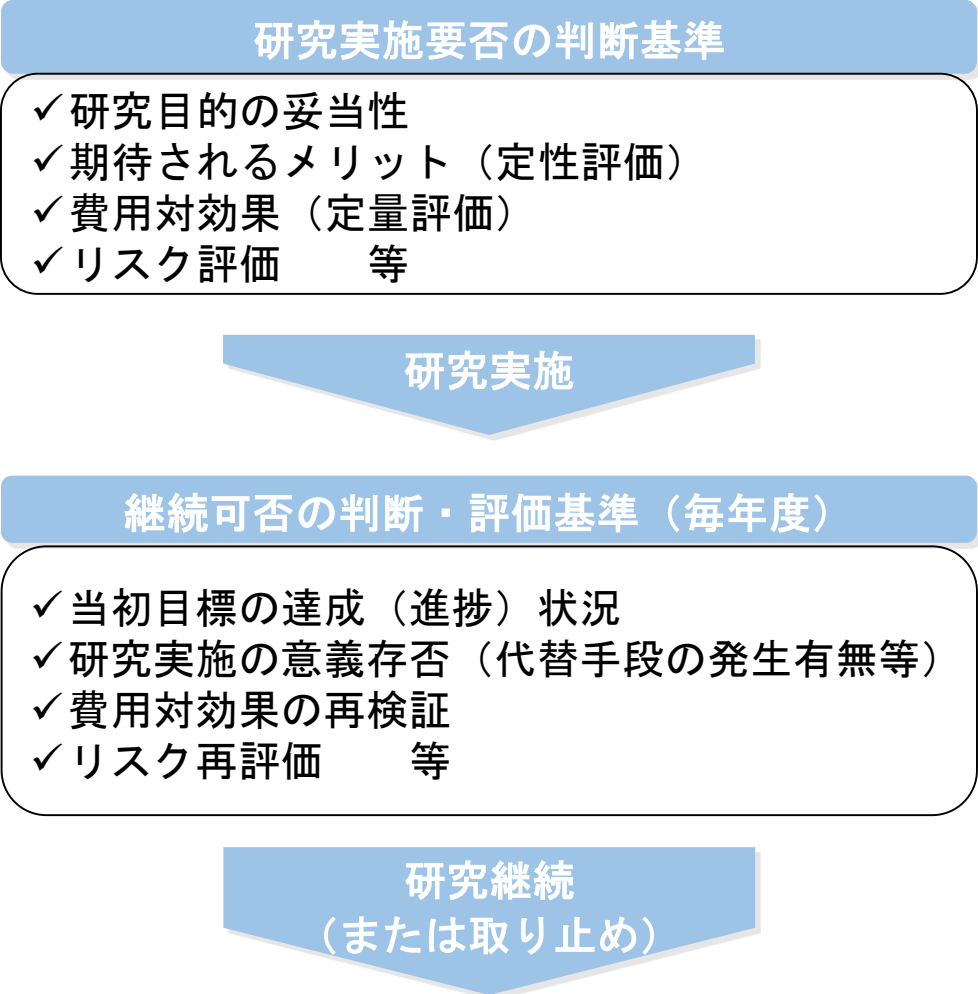 研究実施要否の判断基準
✓研究目的の妥当性
✓期待されるメリット（定性評価）
✓費用対効果（定量評価）
✓リスク評価　　等
研究実施
継続可否の判断・評価基準（毎年度）
✓当初目標の達成（進捗）状況
✓研究実施の意義存否（代替手段の発生有無等）
✓費用対効果の再検証
✓リスク再評価　　等
研究継続
（または取り止め）